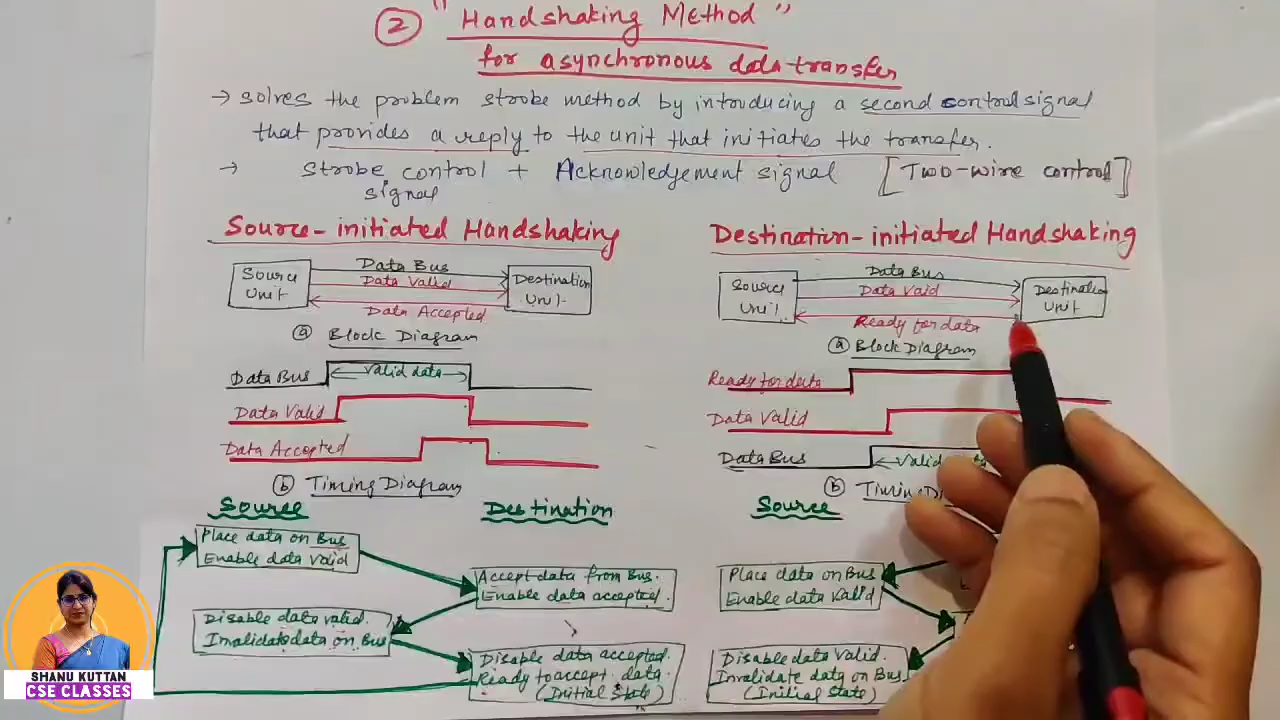 ② "Handshaking Method"
for asynchronous data transfer
→ solves the problem strobe method by introducing a second control signal
that provides a reply to the unit that initiates the transfer.
→ strobe control + Acknowledgement signal [Two-wire control]
signal
Source-initiated Handshaking
Source
Unit
Data Bus
Data Valid
Data Accepted
Destination
Unit
ⓐ Block Diagram
Data Bus
valid data
Data Valid
Data Accepted
ⓑ Timing Diagram
Source
Destination
Place data on Bus
Enable data valid
Accept data from Bus.
Enable data accepted.
Disable data valid.
Invalidate data on Bus
Disable data accepted.
Ready to accept data.
(Initial State)
Destination-initiated Handshaking
Source
Unit
Data Bus
Data Vaid
Ready for data
Destination
Unit
ⓐ Block Diagram
Ready for data
Data Valid
Data Bus
Valid
ⓑ
Source
Place data on Bus
Enable data valid
Disable data Valid.
Invalidate data on Bus.
(Initial State)
SHANU KUTTAN
CSE CLASSES